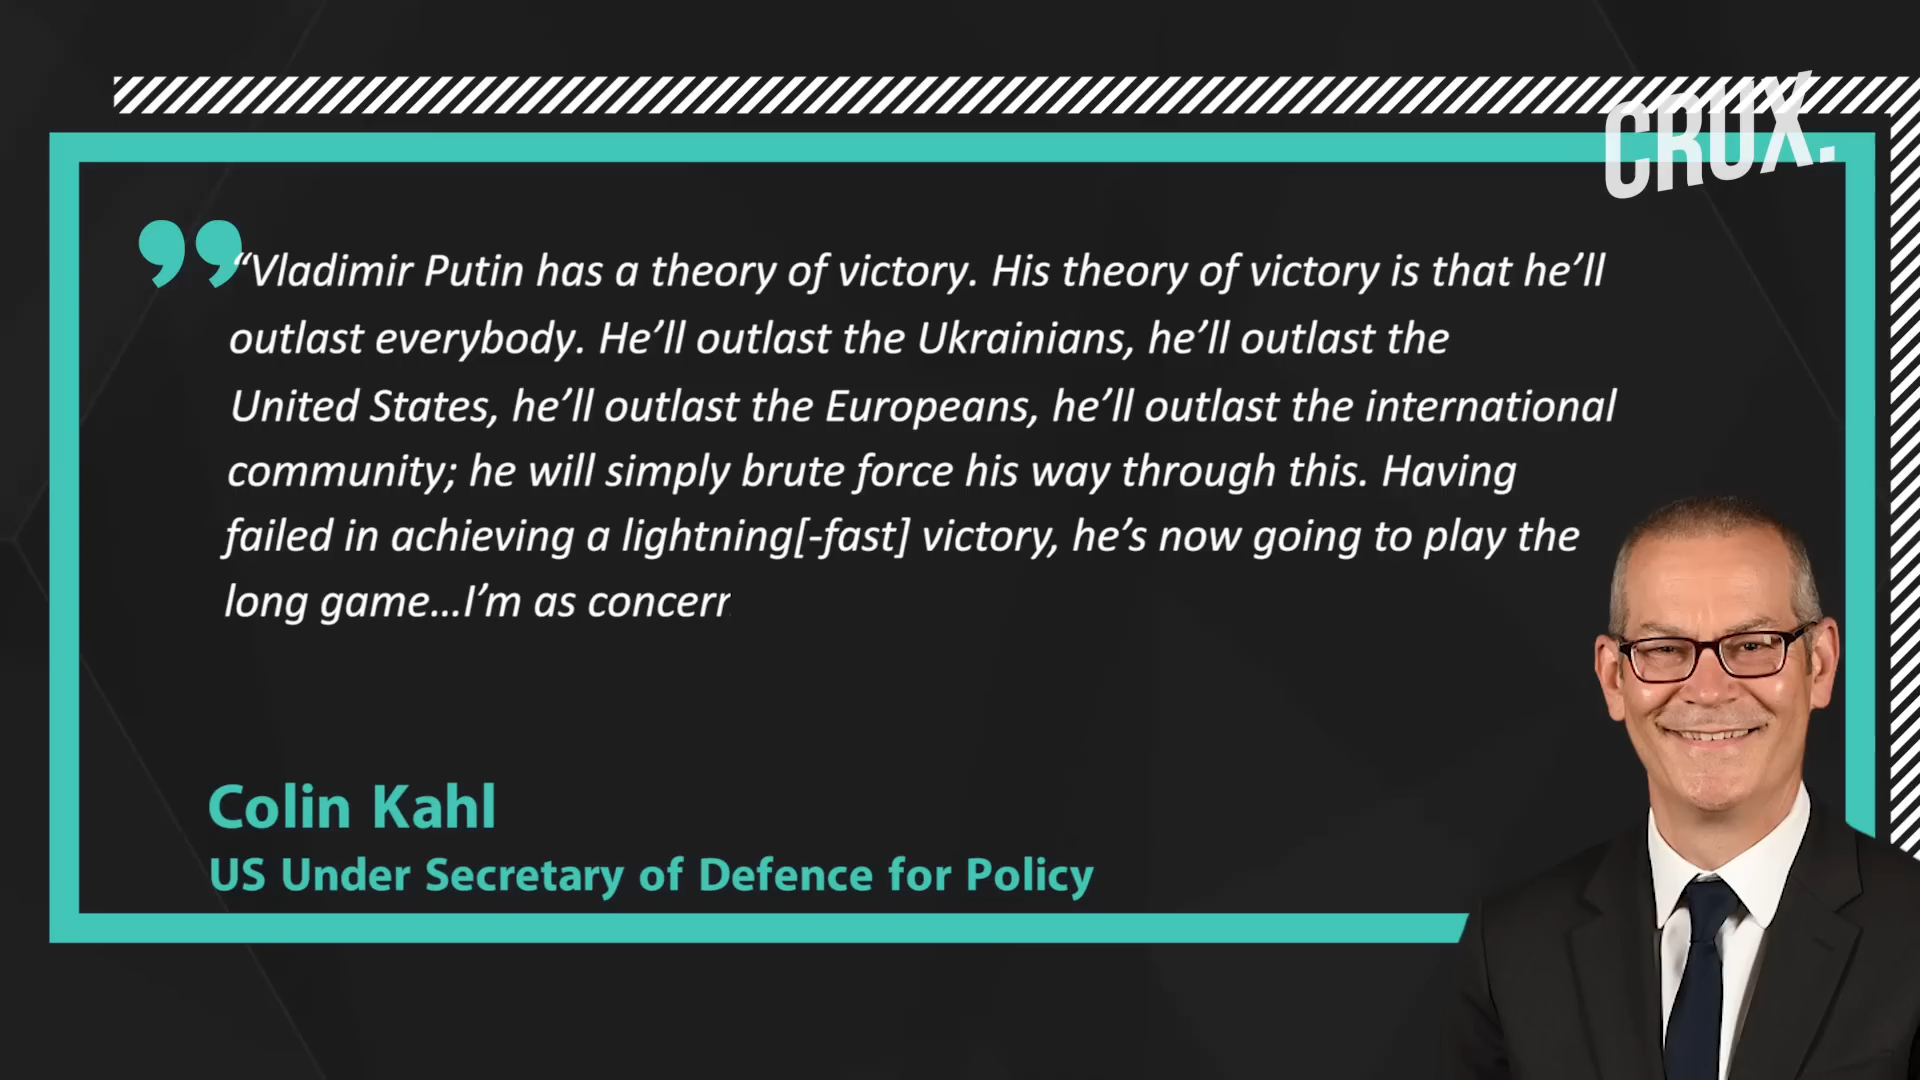 CRUX.
“Vladimir Putin has a theory of victory. His theory of victory is that he’ll
outlast everybody. He’ll outlast the Ukrainians, he’ll outlast the
United States, he’ll outlast the Europeans, he’ll outlast the international
community; he will simply brute force his way through this. Having
failed in achieving a lightning[-fast] victory, he’s now going to play the
long game…I’m as concer
Colin Kahl
US Under Secretary of Defence for Policy